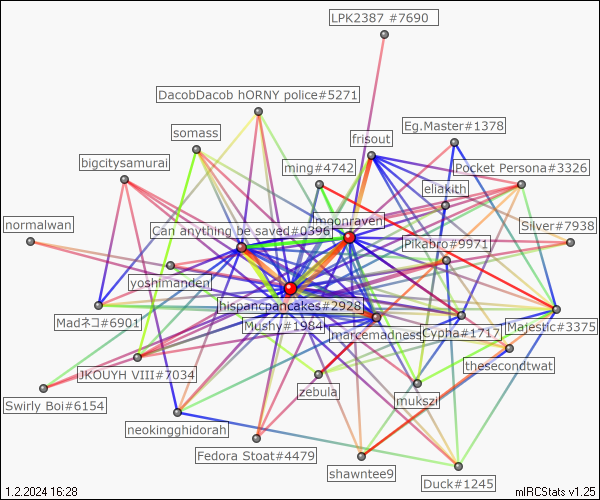 LPK2387 #7690
DacobDacob hORNY police#5271
somass
frisout
Eg.Master#1378
bigcitysamurai
ming#4742
Pocket Persona#3326
eliakith
normalwan
Can anything be saved#0396
lmoonraven
Silver#7938
Pikabro#9971
yoshimanden
hispancpancakes#2928
Madネコ#6901
Mushy#1984
marcemadness
Cypha#1717
Majestic#3375
JKOUYH VIII#7034
thesecondtwat
zebula
mukszi
Swirly Boi#6154
neokingghidorah
Fedora Stoat#4479
shawntee9
Duck#1245
1.2.2024 16:28
mIRCStats v1.25